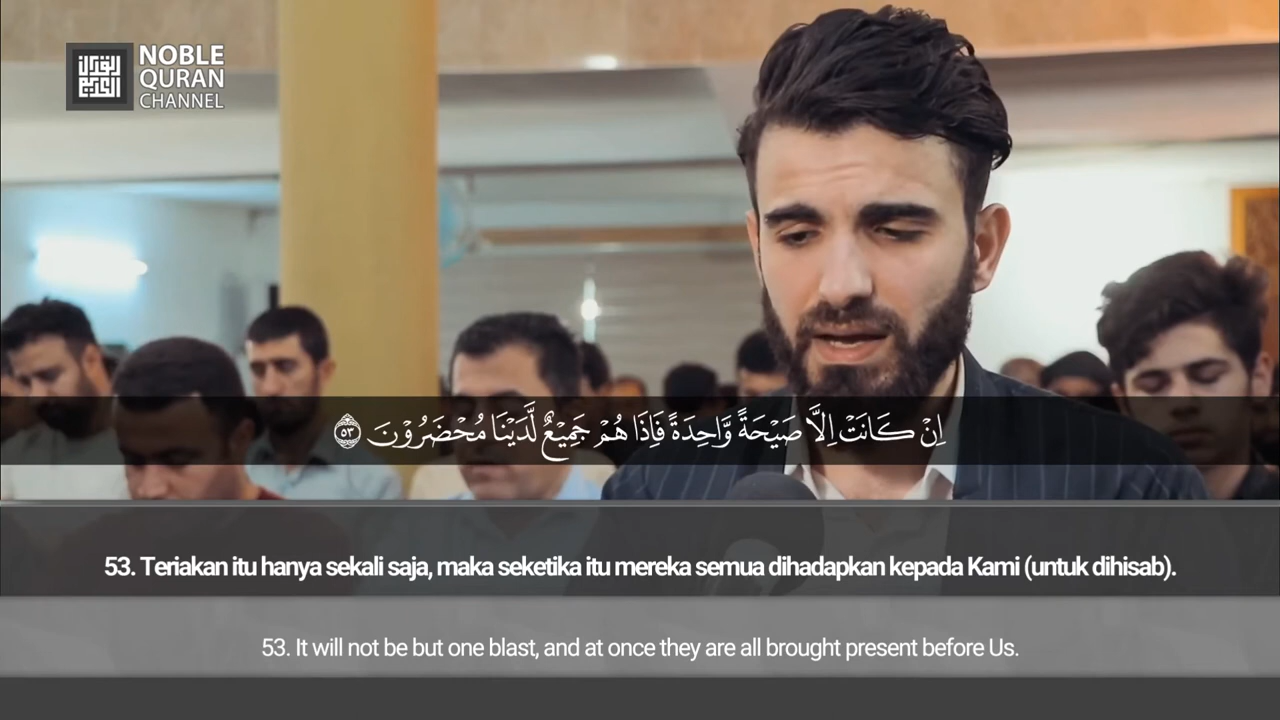 القرآن
الكريم
NOBLE
QURAN
CHANNEL
اِنْ كَانَتْ اِلَّا صَيْحَةً وَّاحِدَةً فَاِذَا هُمْ جَمِيْعٌ لَّدَيْنَا مُحْضَرُوْنَ ٥٣
53. Teriakan itu hanya sekali saja, maka seketika itu mereka semua dihadapkan kepada Kami (untuk dihisab).
53. It will not be but one blast, and at once they are all brought present before Us.